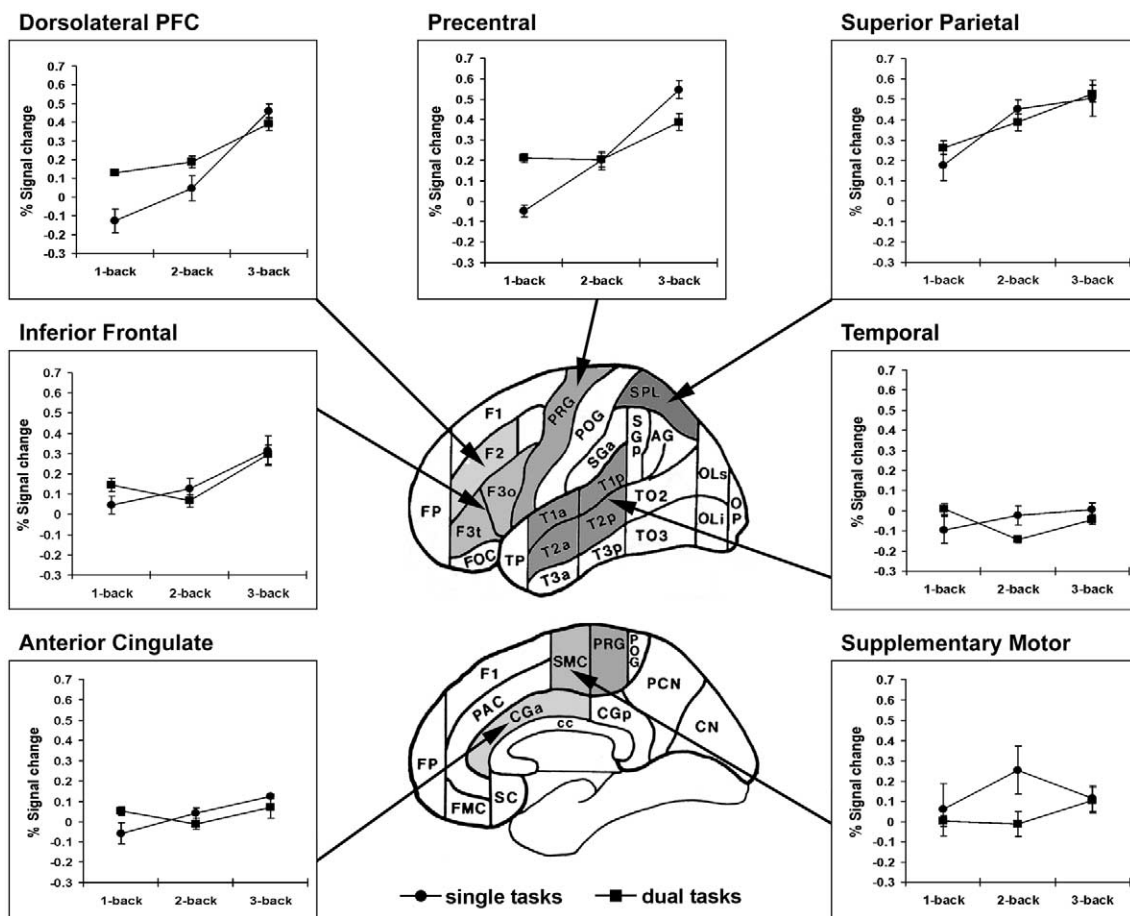 Dorsolateral PFC
% Signal change
0.7
0.6
0.5
0.4
0.3
0.2
0.1
0
-0.1
-0.2
-0.3
1-back 2-back 3-back
Precentral
% Signal change
0.7
0.6
0.5
0.4
0.3
0.2
0.1
0
-0.1
-0.2
-0.3
1-back 2-back 3-back
Superior Parietal
% Signal change
0.7
0.6
0.5
0.4
0.3
0.2
0.1
0
-0.1
-0.2
-0.3
1-back 2-back 3-back
Inferior Frontal
% Signal change
0.7
0.6
0.5
0.4
0.3
0.2
0.1
0
-0.1
-0.2
-0.3
1-back 2-back 3-back
F1
F2
F3o
F3t
FP
FOC
PRG
POG
SPL
SGa
SGp
AG
T1a
T1p
T2a
T2p
T3a
T3p
TP
TO2
TO3
OLs
OLi
OP
Temporal
% Signal change
0.7
0.6
0.5
0.4
0.3
0.2
0.1
0
-0.1
-0.2
-0.3
1-back 2-back 3-back
Anterior Cingulate
% Signal change
0.7
0.6
0.5
0.4
0.3
0.2
0.1
0
-0.1
-0.2
-0.3
1-back 2-back 3-back
F1
SMC
PRG
POG
PAC
CGa
CGp
PCN
CN
cc
FP
FMC
SC
Supplementary Motor
% Signal change
0.7
0.6
0.5
0.4
0.3
0.2
0.1
0
-0.1
-0.2
-0.3
1-back 2-back 3-back
single tasks dual tasks